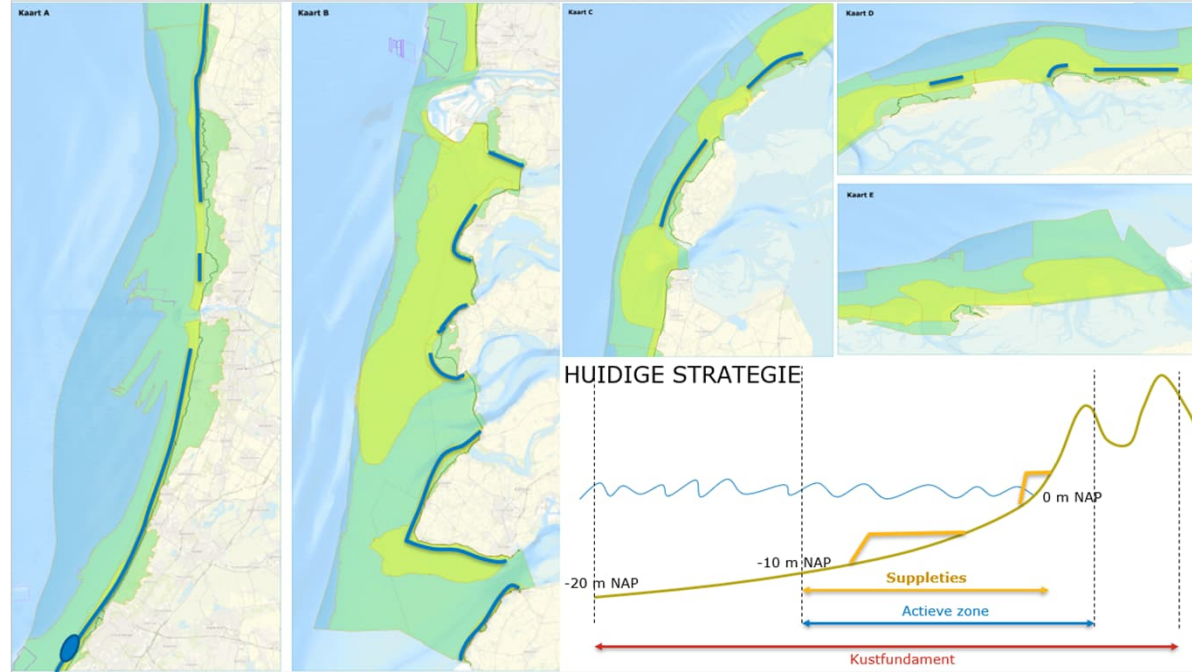 Kaart A
Kaart B
Kaart C
Kaart D
Kaart E
HUIDIGE STRATEGIE
0 m NAP
-10 m NAP
-20 m NAP
Suppleties
Actieve zone
Kustfundament